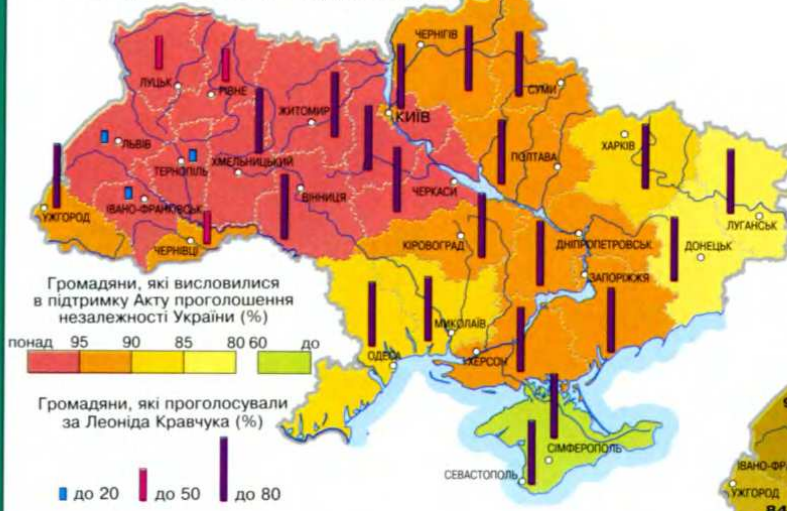 ЧЕРНІГІВ
ЛУЦЬК
РІВНЕ
СУМИ
ЖИТОМИР
КИЇВ
ЛЬВІВ
ХАРКІВ
ТЕРНОПІЛЬ
ХМЕЛЬНИЦЬКИЙ
ПОЛТАВА
ВІННИЦЯ
ЧЕРКАСИ
ІВАНО-ФРАНКОВСЬК
УЖГОРОД
ЛУГАНСЬК
ЧЕРНІВЦІ
КІРОВОГРАД
ДНІПРОПЕТРОВСЬК
ДОНЕЦЬК
ЗАПОРІЖЖЯ
Громадяни, які висловилися
в підтримку Акту проголошення
незалежності України (%)
понад 95 90 85 80 60 до
МИКОЛАЇВ
ОДЕСА
ХЕРСОН
Громадяни, які проголосували
за Леоніда Кравчука (%)
СІМФЕРОПОЛЬ
СЕВАСТОПОЛЬ
до 20 до 50 до 80
ІВАНО-ФРА
УЖГОРОД